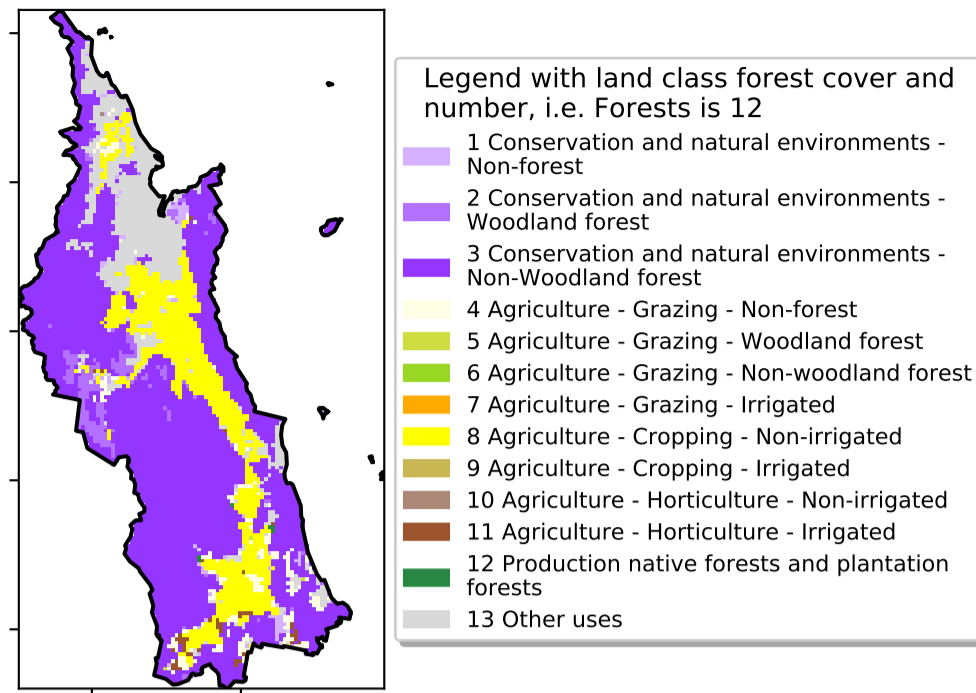 Legend with land class forest cover and
number, i.e. Forests is 12
1 Conservation and natural environments -
Non-forest
2 Conservation and natural environments -
Woodland forest
3 Conservation and natural environments -
Non-Woodland forest
4 Agriculture - Grazing - Non-forest
5 Agriculture - Grazing - Woodland forest
6 Agriculture - Grazing - Non-woodland forest
7 Agriculture - Grazing - Irrigated
8 Agriculture - Cropping - Non-irrigated
9 Agriculture - Cropping - Irrigated
10 Agriculture - Horticulture - Non-irrigated
11 Agriculture - Horticulture - Irrigated
12 Production native forests and plantation
forests
13 Other uses